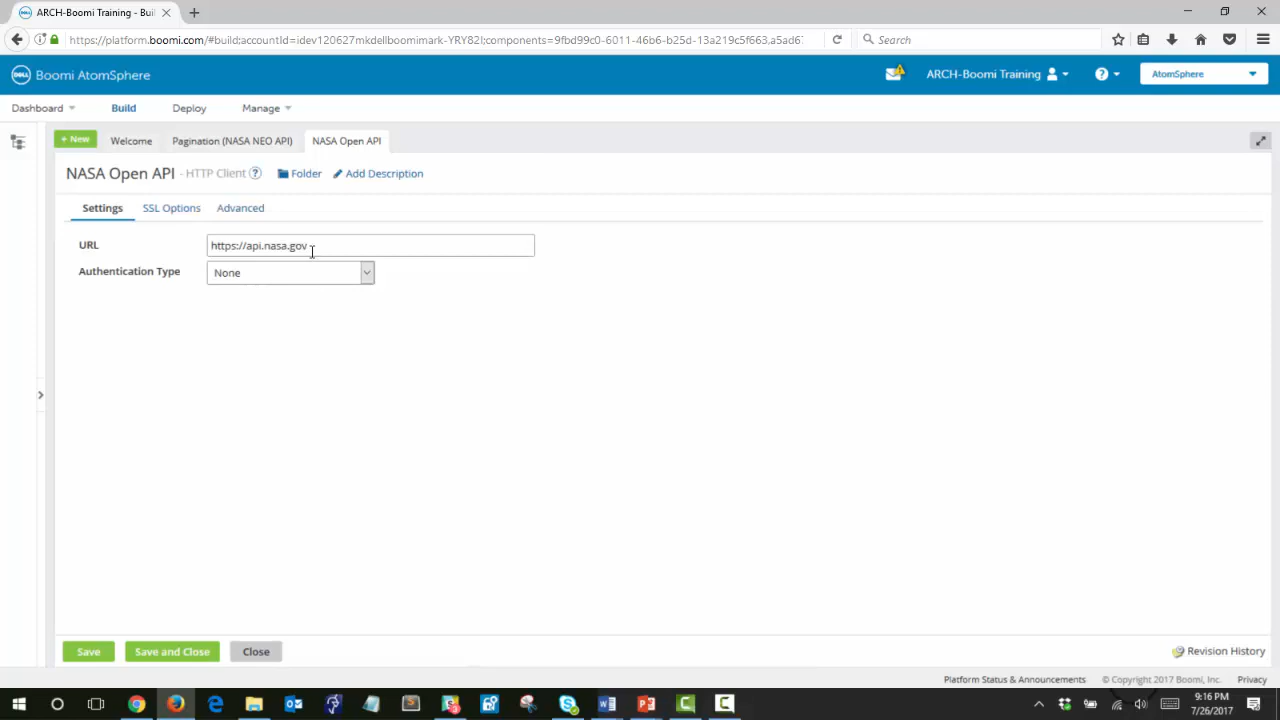 ARCH-Boomi Training - Buil
https://platform.boomi.com/#build;accountId=idev120627mkdellboomimark-YRY82I;components=9fbd99c0-6011-46b6-b25d-13a219c5f663,a5ad67
Search
DELL Boomi AtomSphere
ARCH-Boomi Training
AtomSphere
Dashboard
Build
Deploy
Manage
+ New
Welcome
Pagination (NASA NEO API)
NASA Open API
NASA Open API - HTTP Client ? Folder Add Description
Settings
SSL Options
Advanced
URL
https://api.nasa.gov
Authentication Type
None
Save
Save and Close
Close
Revision History
Platform Status & Announcements
© Copyright 2017 Boomi, Inc.
Privacy
9:16 PM
7/26/2017